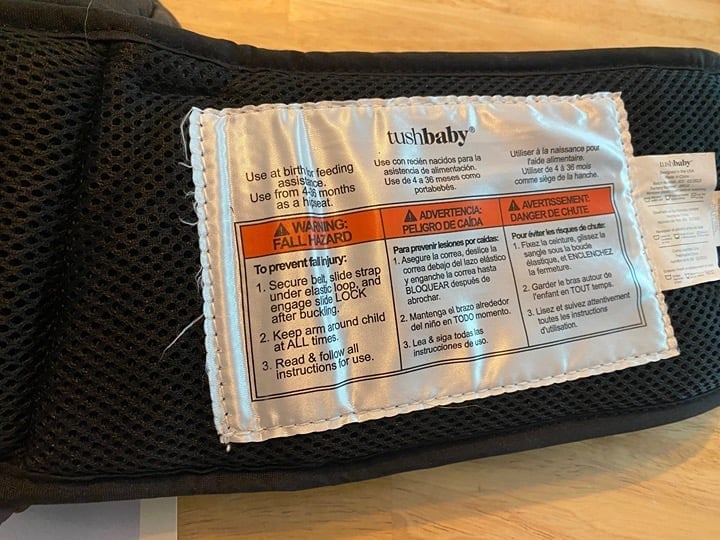 tushbaby®
Use at birth for feeding
assistance.
Use from 4-36 months
as a hipseat.
Use con recién nacidos para la
asistencia de alimentación.
Use de 4 a 36 meses como
portabebés.
Utiliser à la naissance pour
l'aide alimentaire.
Utiliser de 4 à 36 mois
comme siège de la hanche.
WARNING:
FALL HAZARD
To prevent fall injury:
1. Secure belt, slide strap
under elastic loop, and
engage side LOCK
after buckling.
2. Keep arm around child
at ALL times.
3. Read & follow all
instructions for use.
ADVERTENCIA:
PELIGRO DE CAÍDA
Para prevenir lesiones por caidas:
1. Asegure la correa, deslice la
correa debajo del lazo elástico
y enganche la correa hasta
BLOQUEAR después de
abrochar.
2. Mantenga el brazo alrededor
del niño en TODO momento.
3. Lea & siga todas las
instrucciones de uso.
AVERTISSEMENT:
DANGER DE CHUTE
Pour éviter les risques de chute:
1. Fixez la ceinture, glissez la
sangle sous la boucle
élastique, et ENCLENCHEZ
la fermeture.
2. Garder le bras autour de
l'enfant en TOUT temps.
3. Lisez et suivez attentivement
toutes les instructions
d'utilisation.
tushbaby